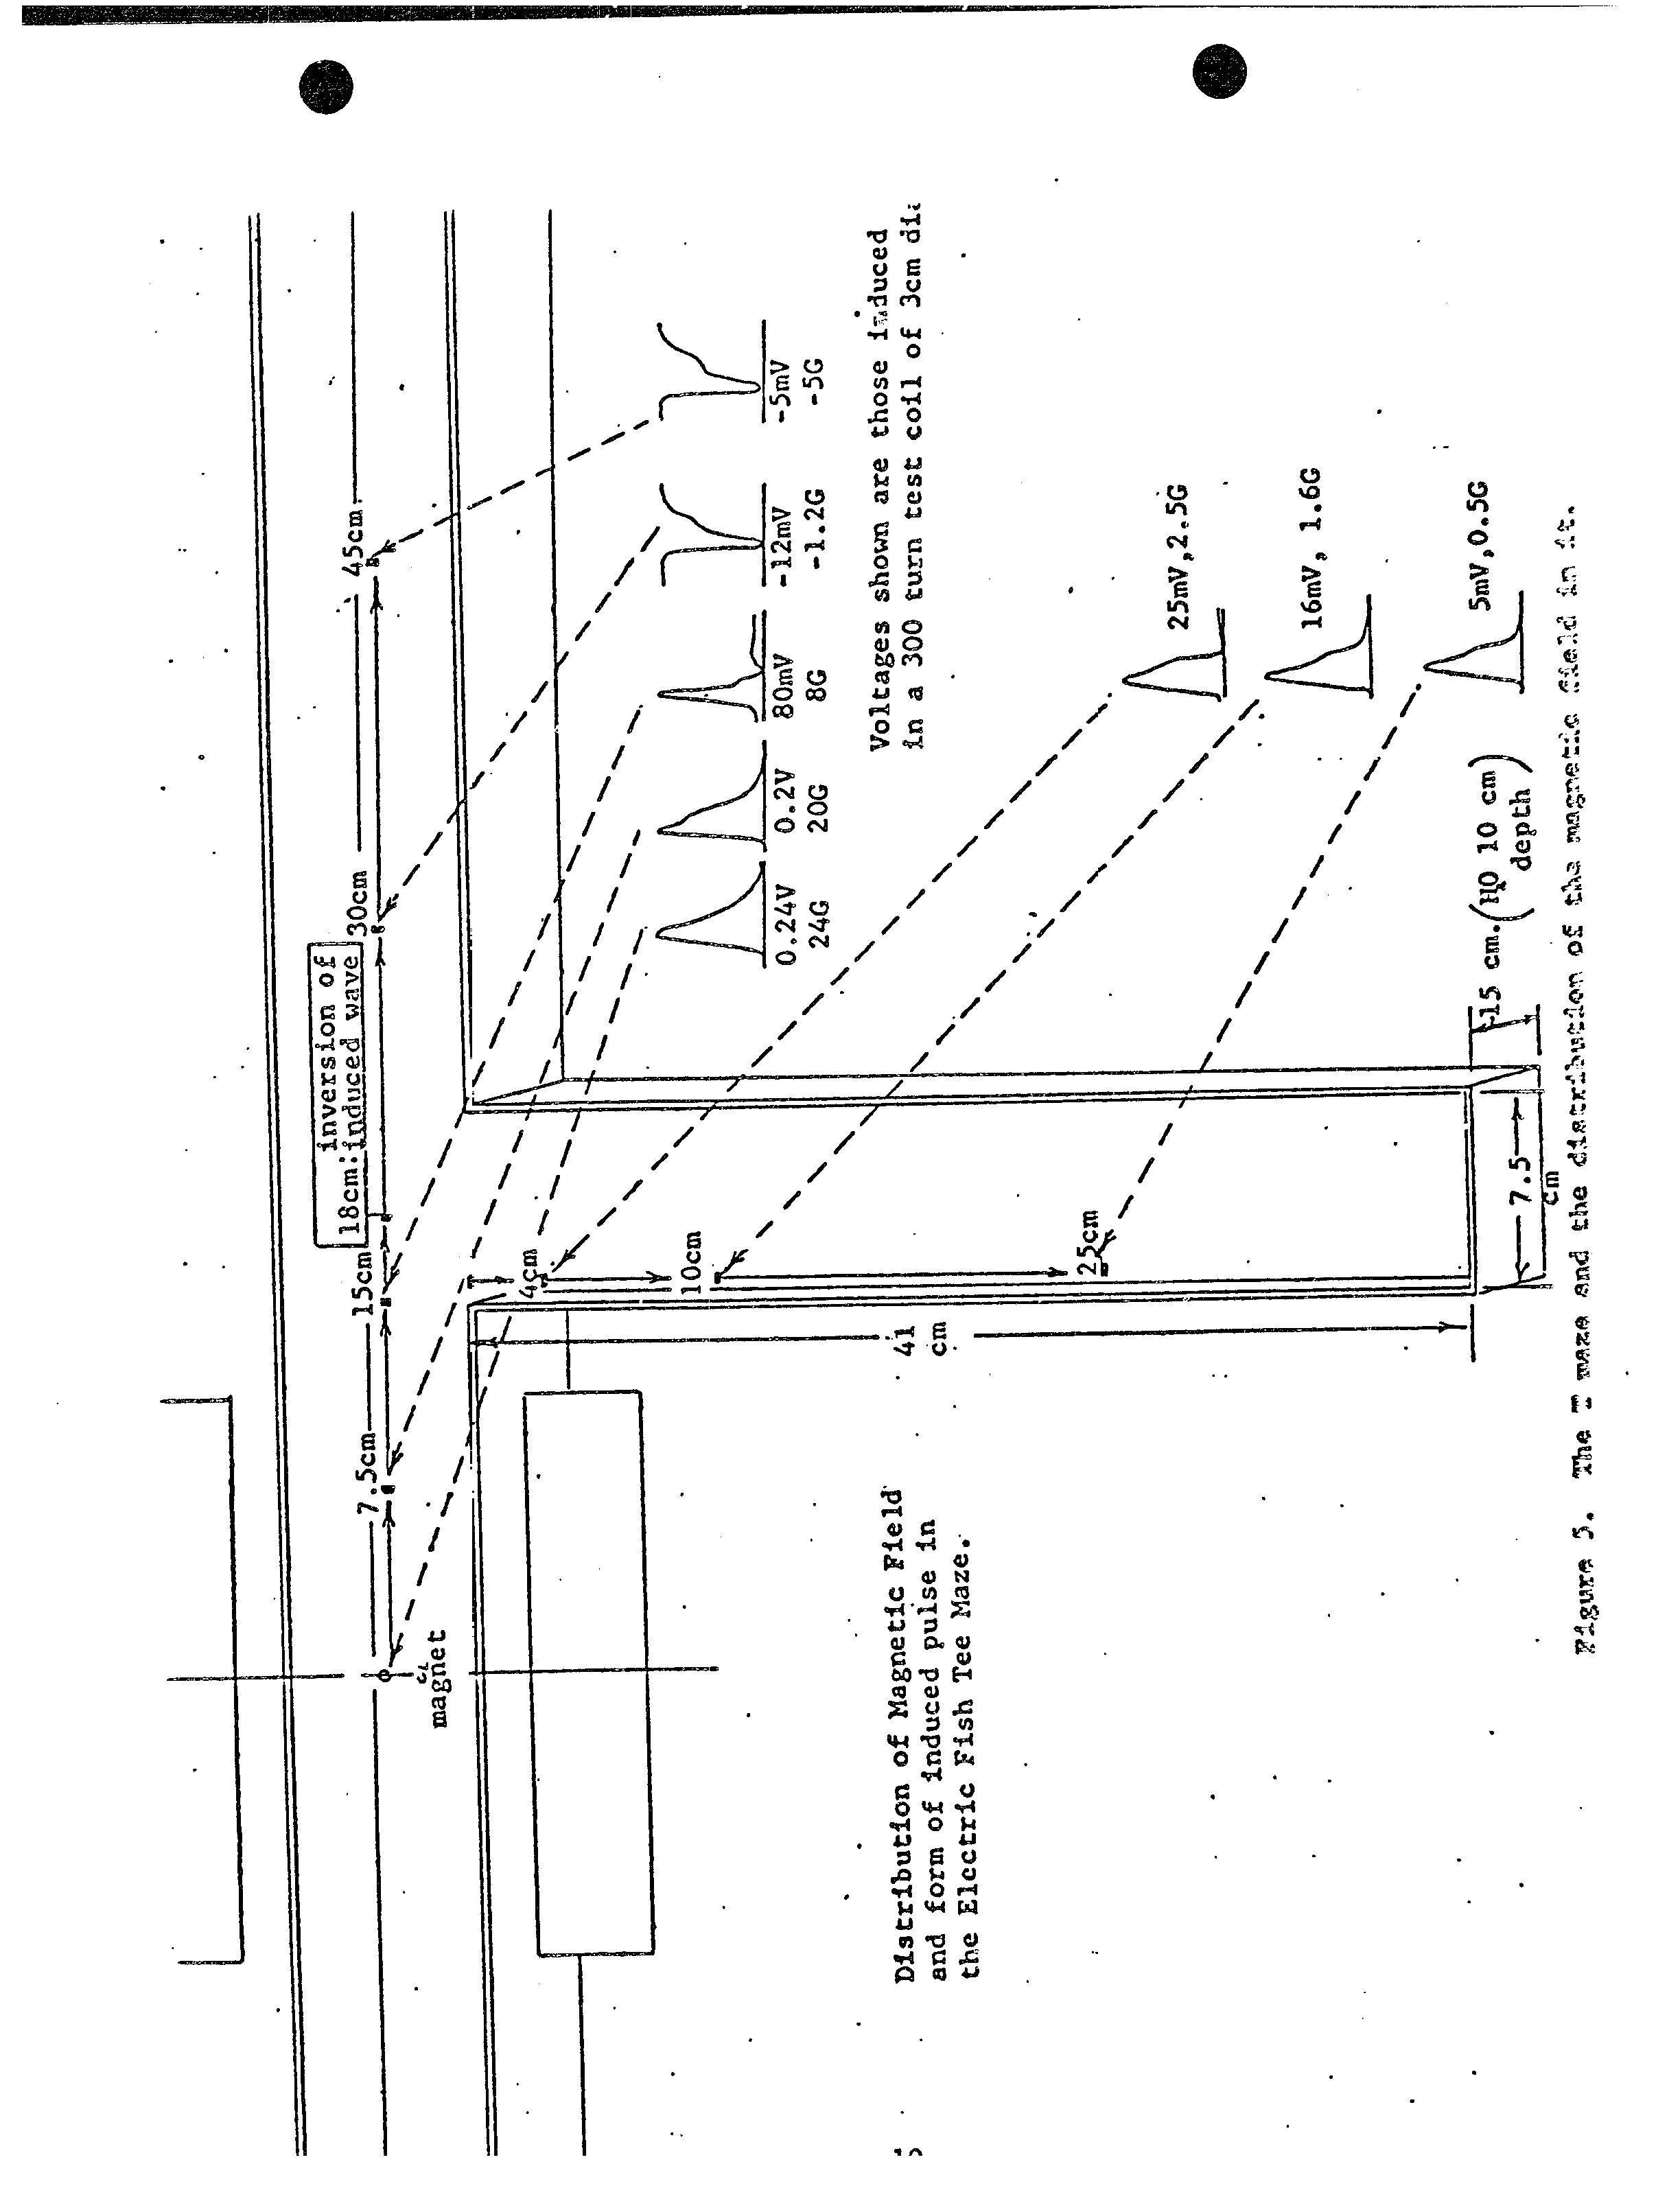 inversion of
18cm:induced wave
7.5cm
15cm
30cm
45cm
℄
magnet
4cm
10cm
25cm
41
cm
0.24V
24G
0.2V
20G
80mV
8G
-12mV
-1.2G
-5mV
-5G
Voltages shown are those induced
in a 300 turn test coil of 3cm
25mV,2.5G
16mV, 1.6G
5mV,0.5G
Distribution of Magnetic Field
and form of induced pulse in
the Electric Fish Tee Maze.
7.5
cm
15 cm. (H2O 10 cm)
depth
Figure 5. The T maze and the distribution of the magnetic field in it.